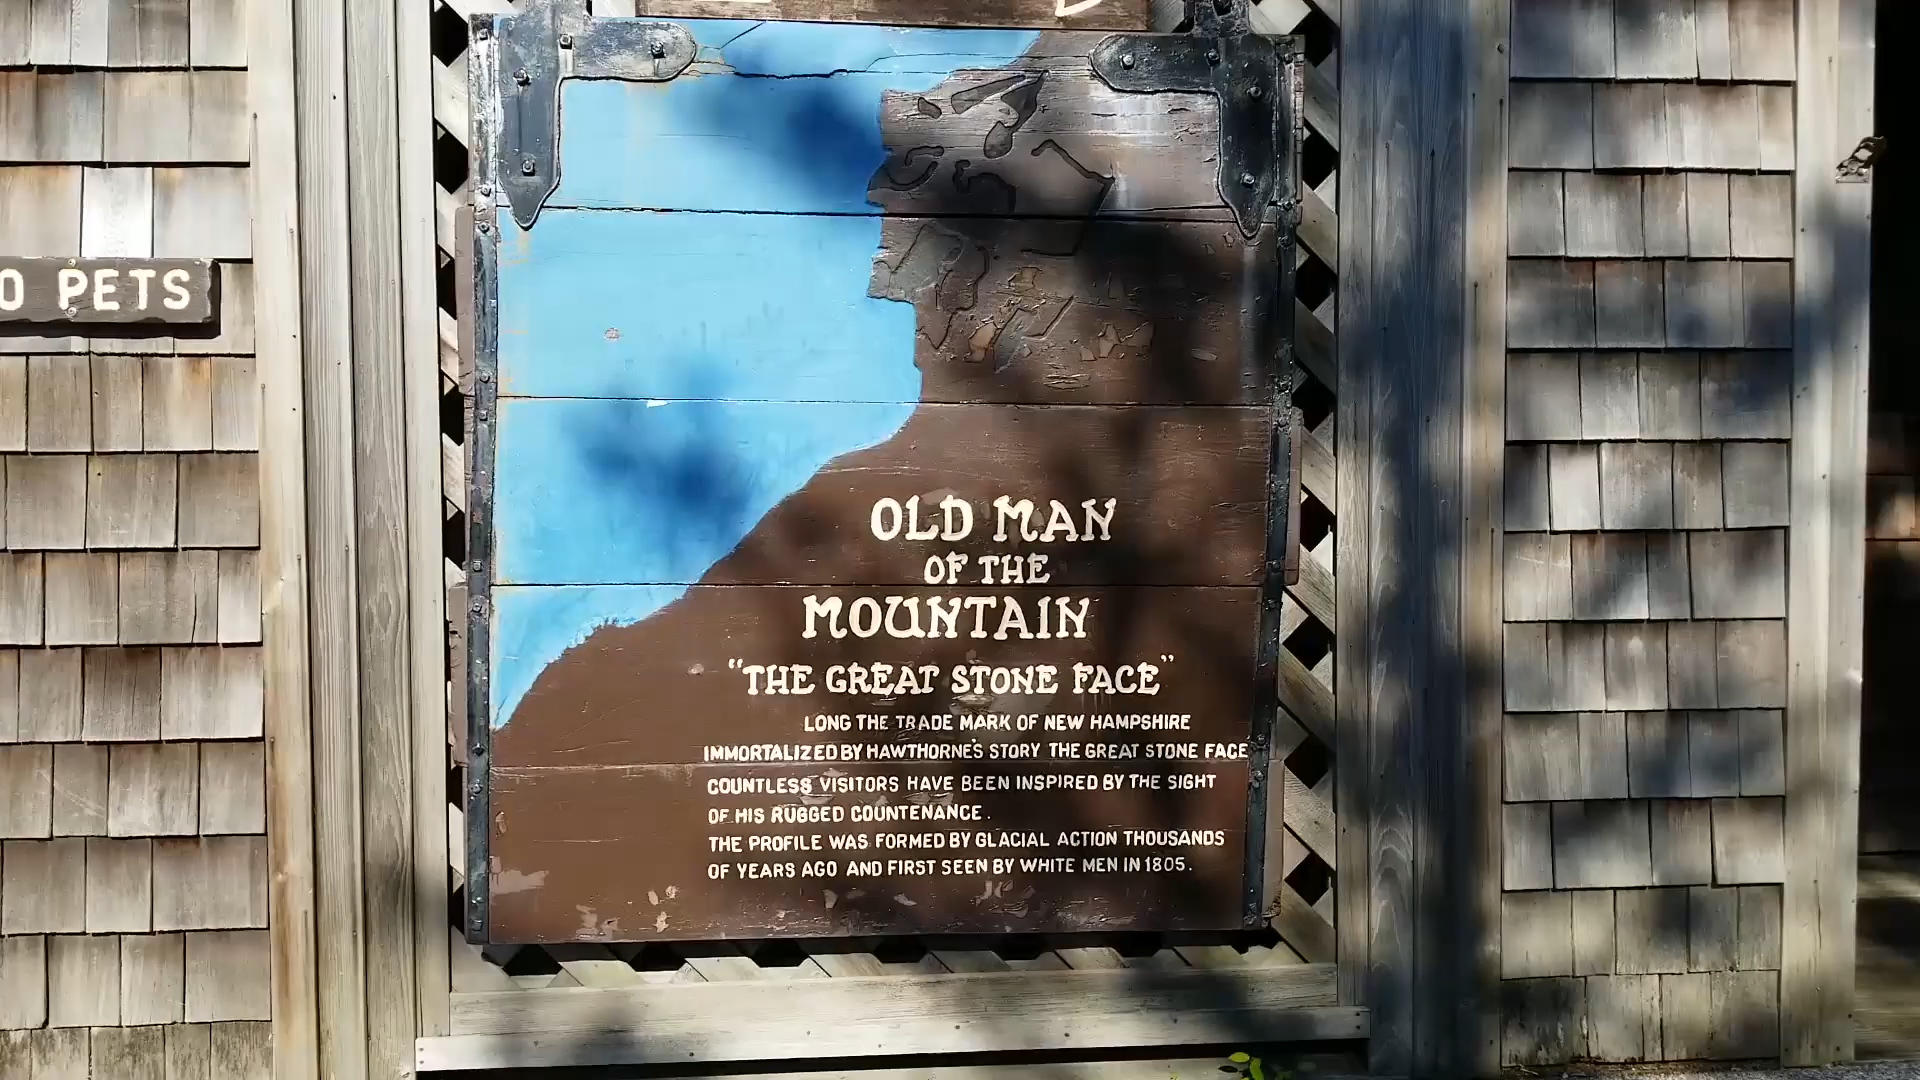 O PETS
OLD MAN
OF THE
MOUNTAIN
"THE GREAT STONE FACE"
LONG THE TRADE MARK OF NEW HAMPSHIRE
IMMORTALIZED BY HAWTHORNE'S STORY THE GREAT STONE FACE
COUNTLESS VISITORS HAVE BEEN INSPIRED BY THE SIGHT
OF HIS RUGGED COUNTENANCE.
THE PROFILE WAS FORMED BY GLACIAL ACTION THOUSANDS
OF YEARS AGO AND FIRST SEEN BY WHITE MEN IN 1805.